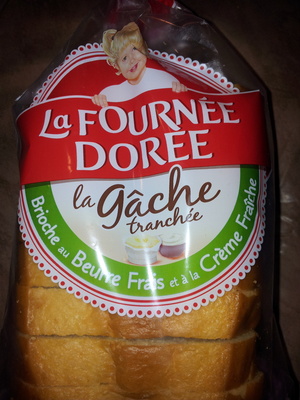 La FOURNÉE
DORÉE
la Gâche
tranchée
Brioche au Beurre Frais et à la Crème Fraîche